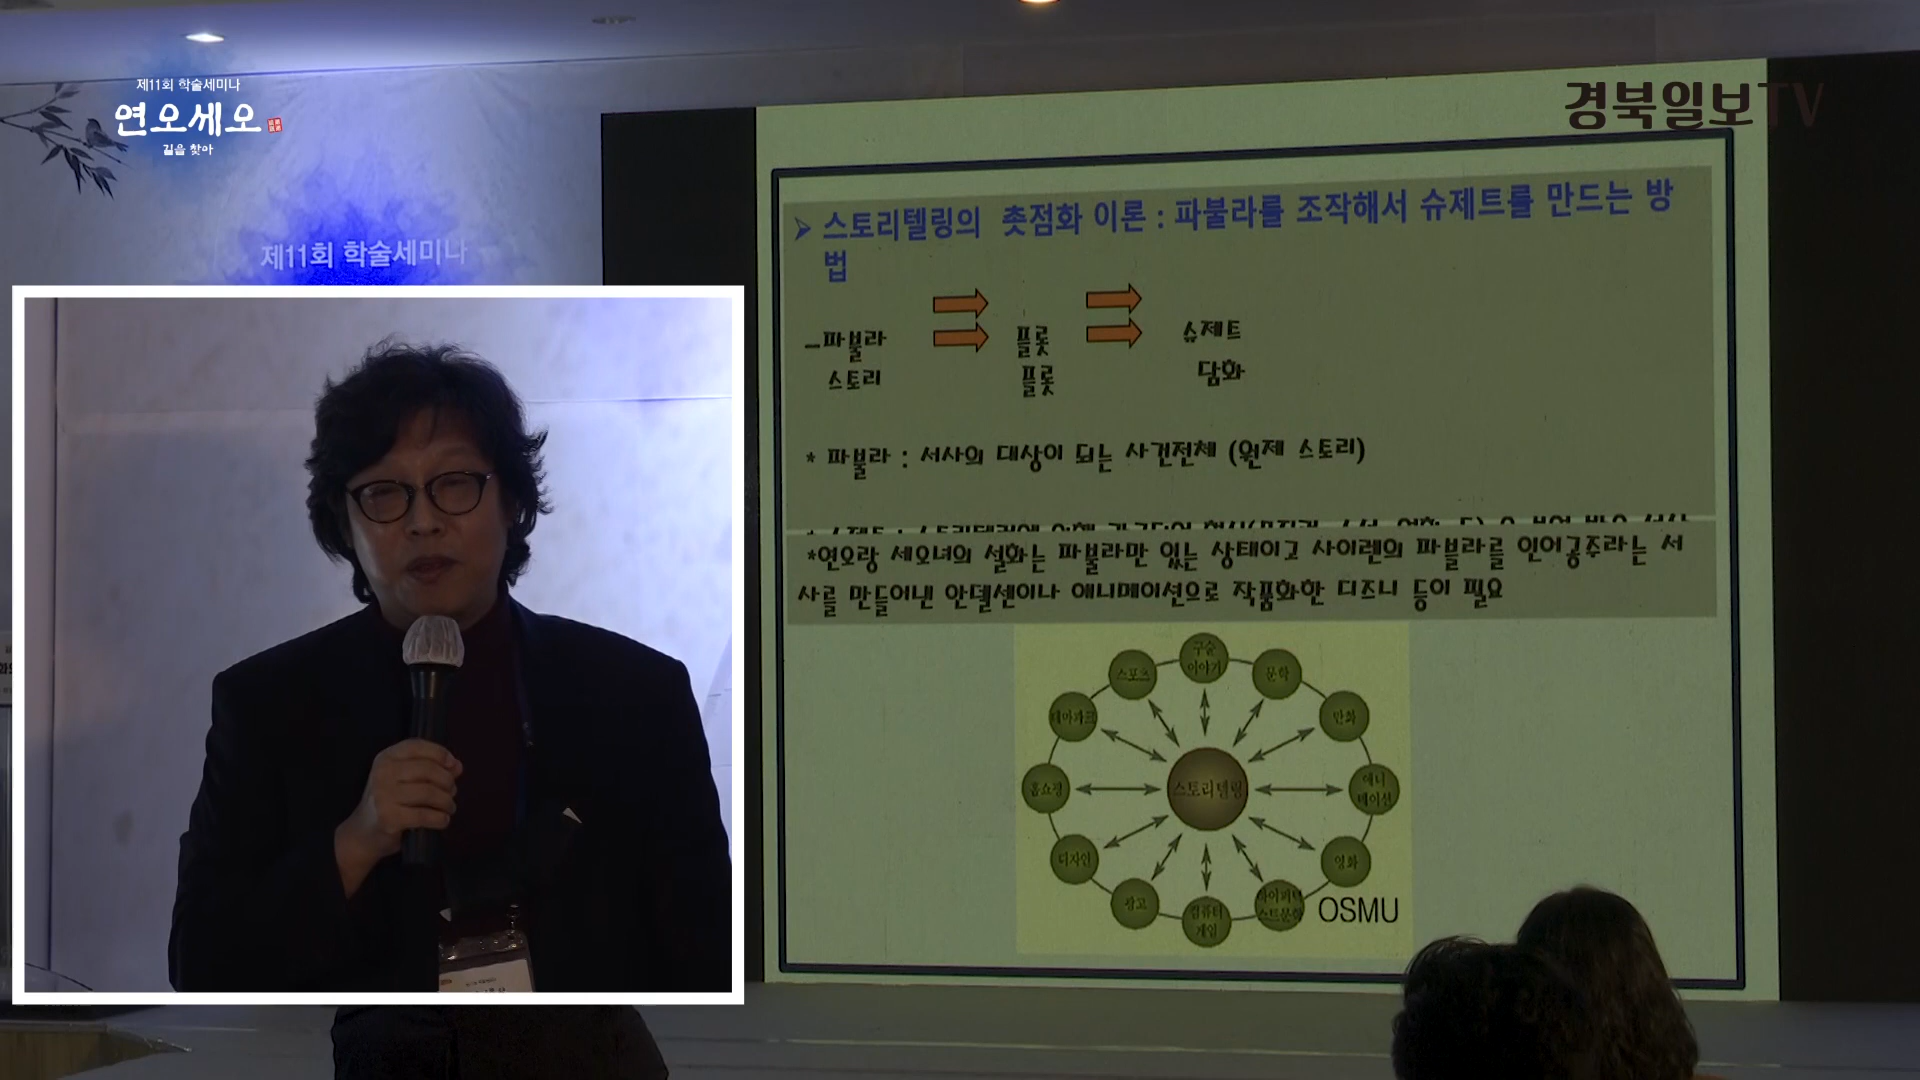 제11회 학술세미나
연오세오
길을 찾아
경북일보TV
제11회 학술세미나
➢ 스토리텔링의 촛점화 이론 : 파불라를 조작해서 슈제트를 만드는 방
법
–파불라 플롯 슈제트
스토리 플롯 담화
* 파불라 : 서사의 대상이 되는 사건전체 (원제 스토리)
*연오랑 세오녀의 설화는 파불라만 있는 상태이고 사이렌의 파블라를 인어공주라는 서
사를 만들어낸 안델센이나 애니메이션으로 작품화한 디즈니 등이 필요
구술
이야기
스포츠
문학
테마파크
만화
홈쇼핑
스토리텔링
애니
메이션
디자인
영화
광고
컴퓨터
게임
하이퍼텍
스트문학
OSMU